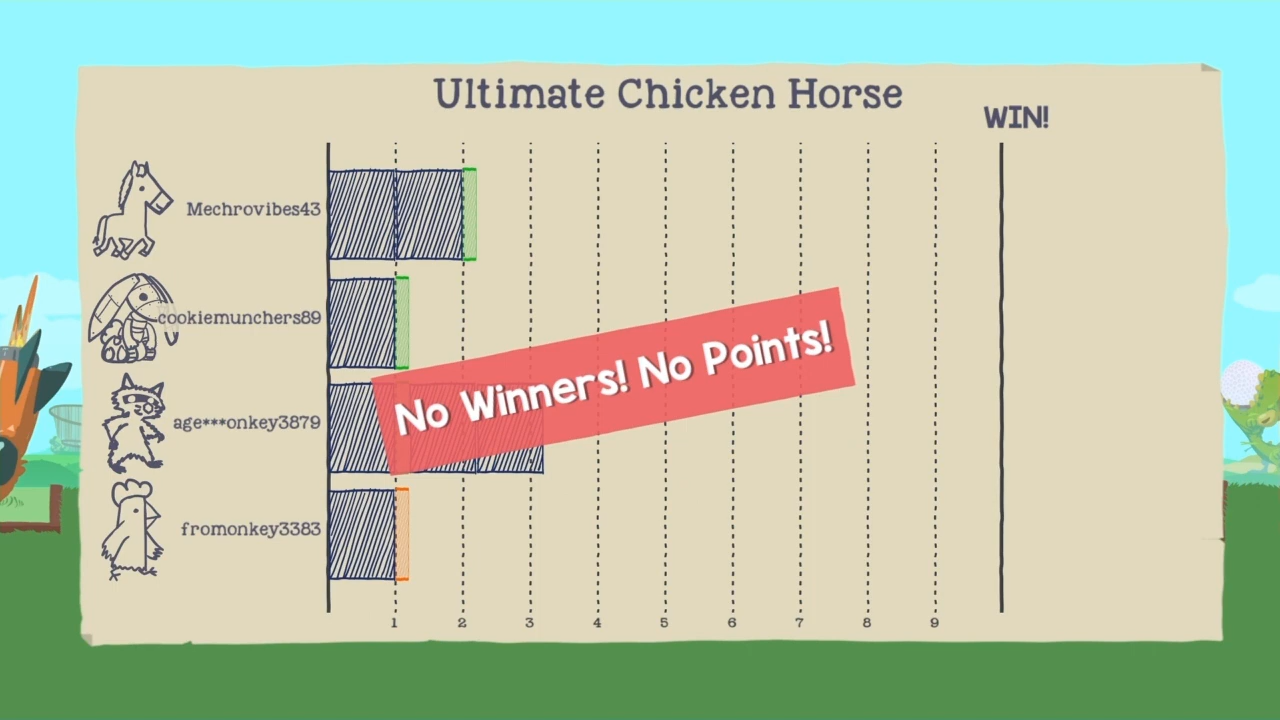 Ultimate Chicken Horse
WIN!
Mechrovibes43
cookiemunchers89
No Winners! No Points!
age***onkey3879
fromonkey3383
1 2 3 4 5 6 7 8 9